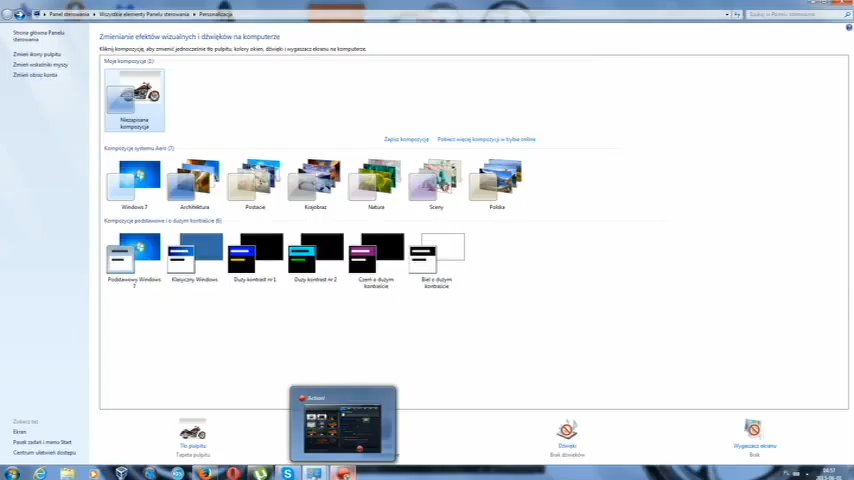 Panel sterowania ▸ Wszystkie elementy Panelu sterowania ▸ Personalizacja
Szukaj w Panelu sterowania
Strona główna Panelu sterowania
Zmień ikony pulpitu
Zmień wskaźniki myszy
Zmień obraz konta
Zmienianie efektów wizualnych i dźwięków na komputerze
Kliknij kompozycję, aby zmienić jednocześnie tło pulpitu, kolory okien, dźwięki i wygaszacz ekranu na komputerze.
Moje kompozycje (1)
Niezapisana
kompozycja
Zapisz kompozycję
Pobierz więcej kompozycji w trybie online
Kompozycje systemu Aero (7)
Windows 7
Architektura
Postacie
Krajobraz
Natura
Sceny
Polska
Kompozycje podstawowe i o dużym kontraście (6)
Podstawowy Windows
7
Klasyczny Windows
Duży kontrast nr 1
Duży kontrast nr 2
Czerń o dużym
kontraście
Biel o dużym
kontraście
Zobacz też
Ekran
Pasek zadań i menu Start
Centrum ułatwień dostępu
Action!
Tło pulpitu
Tapeta pulpitu
Dźwięki
Brak dźwięków
Wygaszacz ekranu
Brak